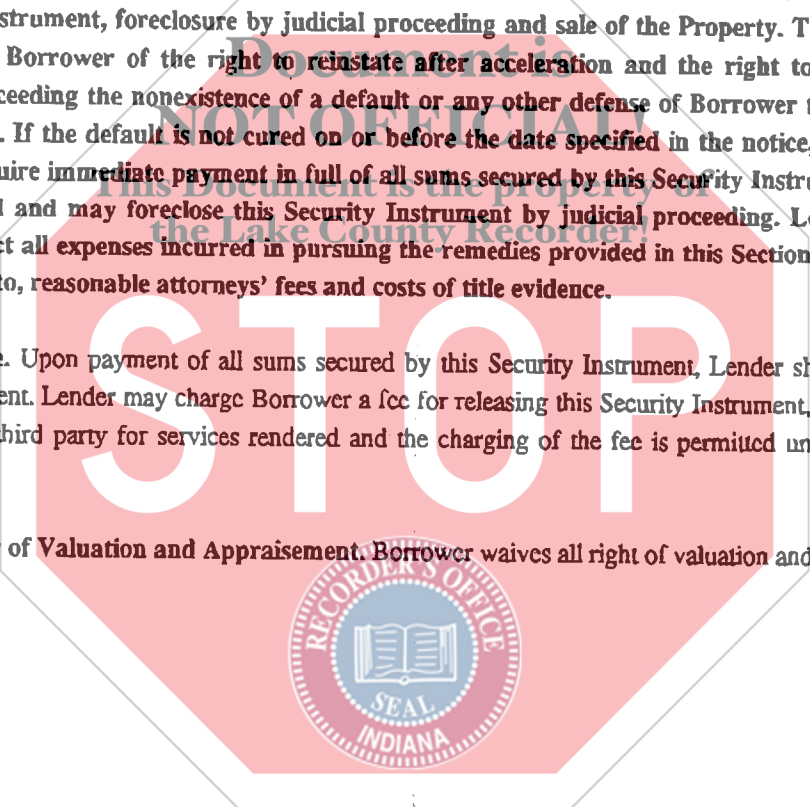 strument, foreclosure by judicial proceeding and sale of the Property. T
Document is
Borrower of the right to reinstate after acceleration and the right to
ceeding the nonexistence of a default or any other defense of Borrower
NOT OFFICIAL!
. If the default is not cured on or before the date specified in the notice,
uire immediate payment in full of all sums secured by this Security Instr
This Document is the property of
l and may foreclose this Security Instrument by judicial proceeding. L
the Lake County Recorder!
ct all expenses incurred in pursuing the remedies provided in this Section
to, reasonable attorneys' fees and costs of title evidence.
STOP
e. Upon payment of all sums secured by this Security Instrument, Lender sh
ent. Lender may charge Borrower a fee for releasing this Security Instrument,
hird party for services rendered and the charging of the fee is permitted un
of Valuation and Appraisement. Borrower waives all right of valuation and
RECORDER'S OFFICE
SEAL
INDIANA